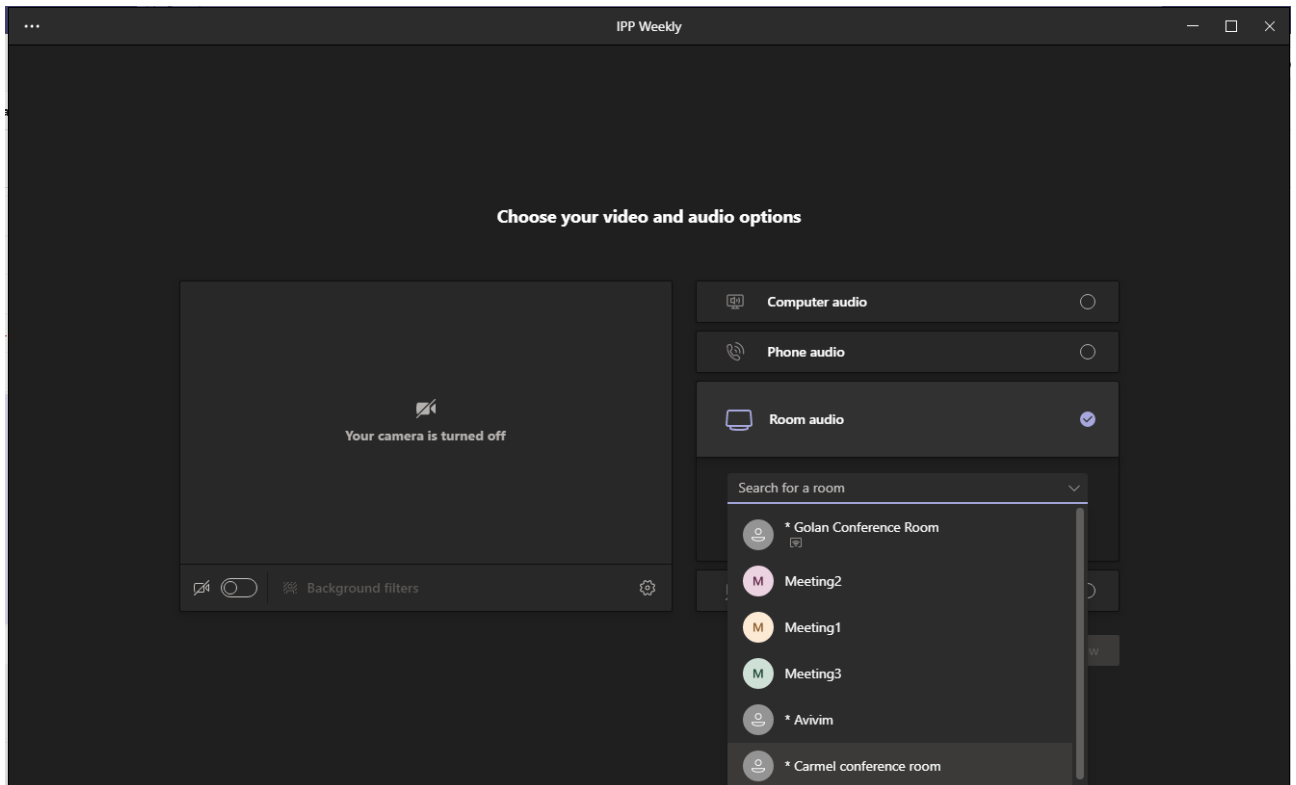 IPP Weekly
Choose your video and audio options
Your camera is turned off
Background filters
Computer audio
Phone audio
Room audio
Search for a room
* Golan Conference Room
M Meeting2
M Meeting1
M Meeting3
* Avivim
* Carmel conference room